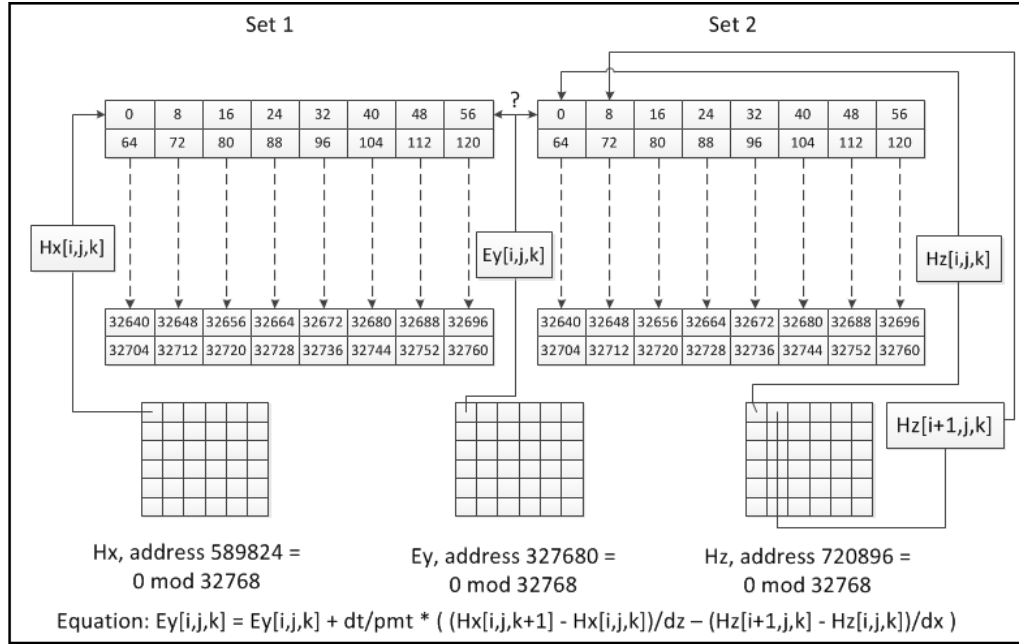 Set 1 Set 2
?
0 8 16 24 32 40 48 56 0 8 16 24 32 40 48 56
64 72 80 88 96 104 112 120 64 72 80 88 96 104 112 120
Hx[i,j,k] Ey[i,j,k] Hz[i,j,k]
32640 32648 32656 32664 32672 32680 32688 32696 32640 32648 32656 32664 32672 32680 32688 32696
32704 32712 32720 32728 32736 32744 32752 32760 32704 32712 32720 32728 32736 32744 32752 32760
Hz[i+1,j,k]
Hx, address 589824 = Ey, address 327680 = Hz, address 720896 =
0 mod 32768 0 mod 32768 0 mod 32768
Equation: Ey[i,j,k] = Ey[i,j,k] + dt/pmt * ( (Hx[i,j,k+1] - Hx[i,j,k])/dz – (Hz[i+1,j,k] - Hz[i,j,k])/dx )